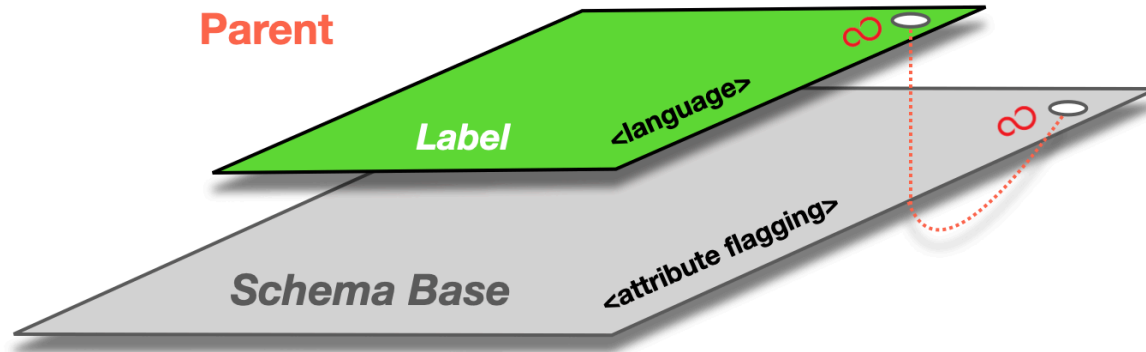 Parent
Label
<language>
Schema Base
<attribute flagging>